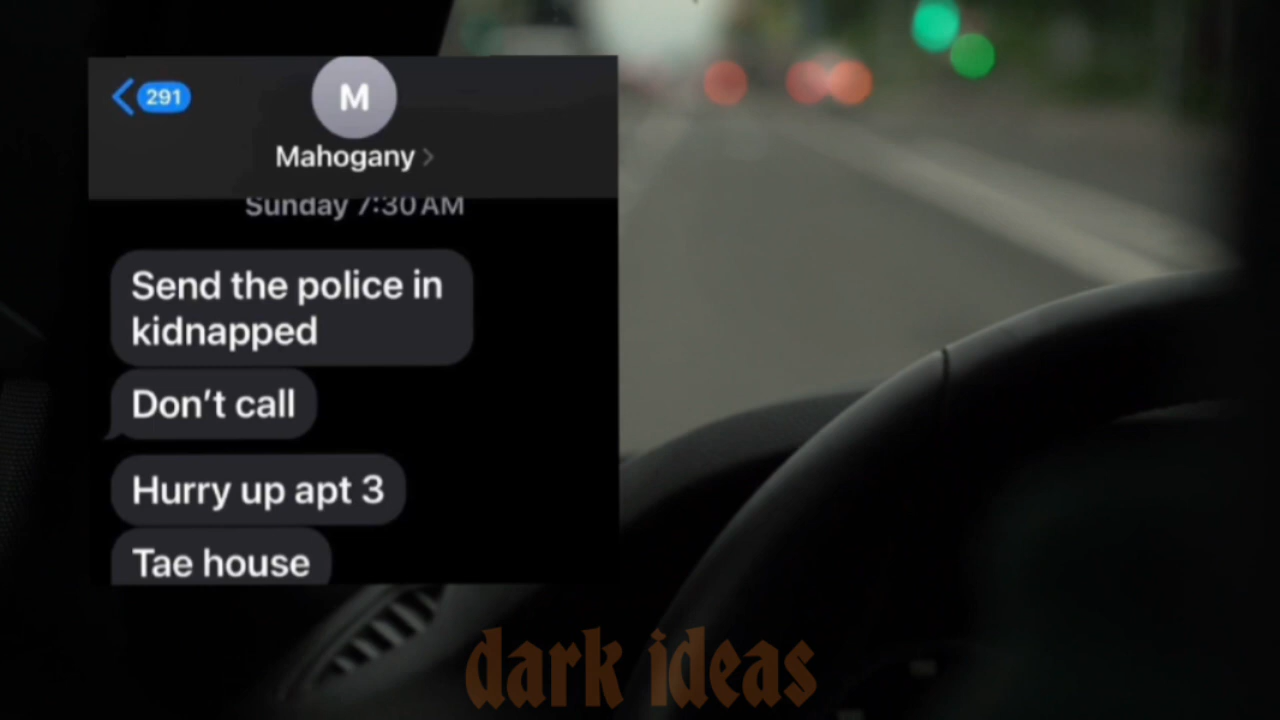 291
M
Mahogany
Sunday 7:30 AM
Send the police in
kidnapped
Don’t call
Hurry up apt 3
Tae house
dark ideas